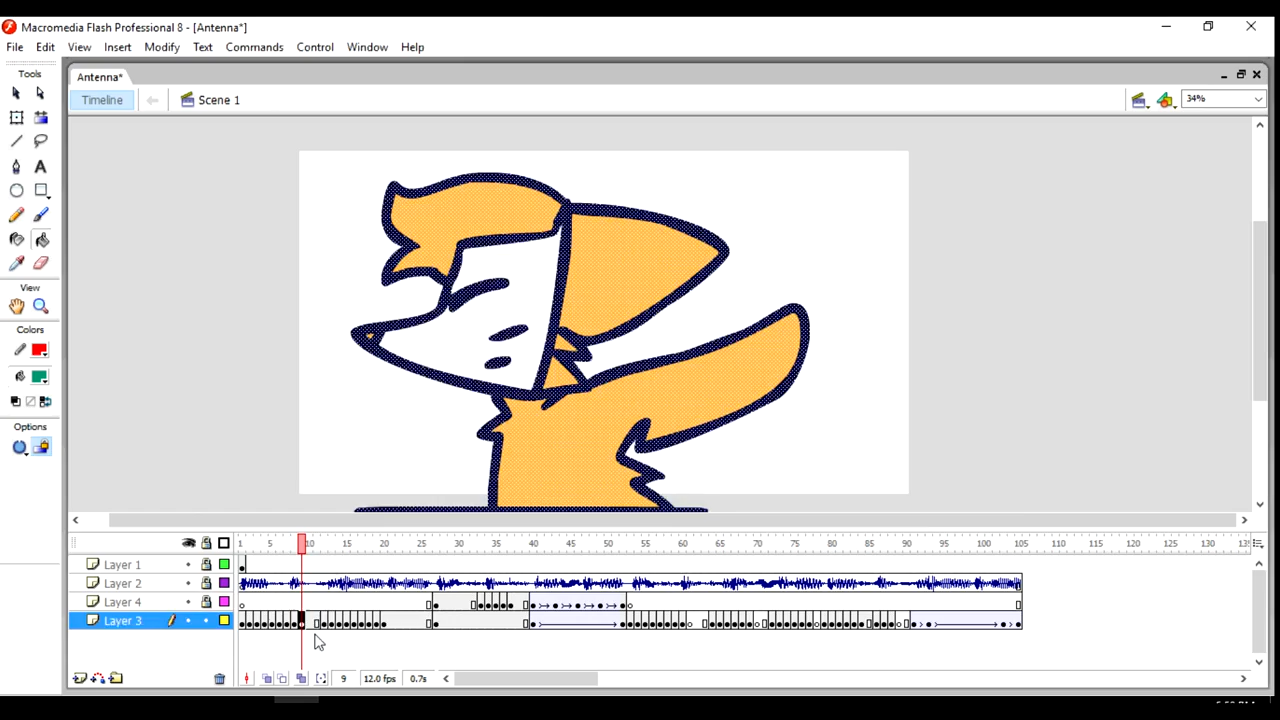 Macromedia Flash Professional 8 - [Antenna*]
File Edit View Insert Modify Text Commands Control Window Help
Tools
Antenna*
Timeline Scene 1 34%
View
Colors
Options
1 5 10 15 20 25 30 35 40 45 50 55 60 65 70 75 80 85 90 95 100 105 110 115 120 125 130
Layer 1
Layer 2
Layer 4
Layer 3
9 12.0 fps 0.7s